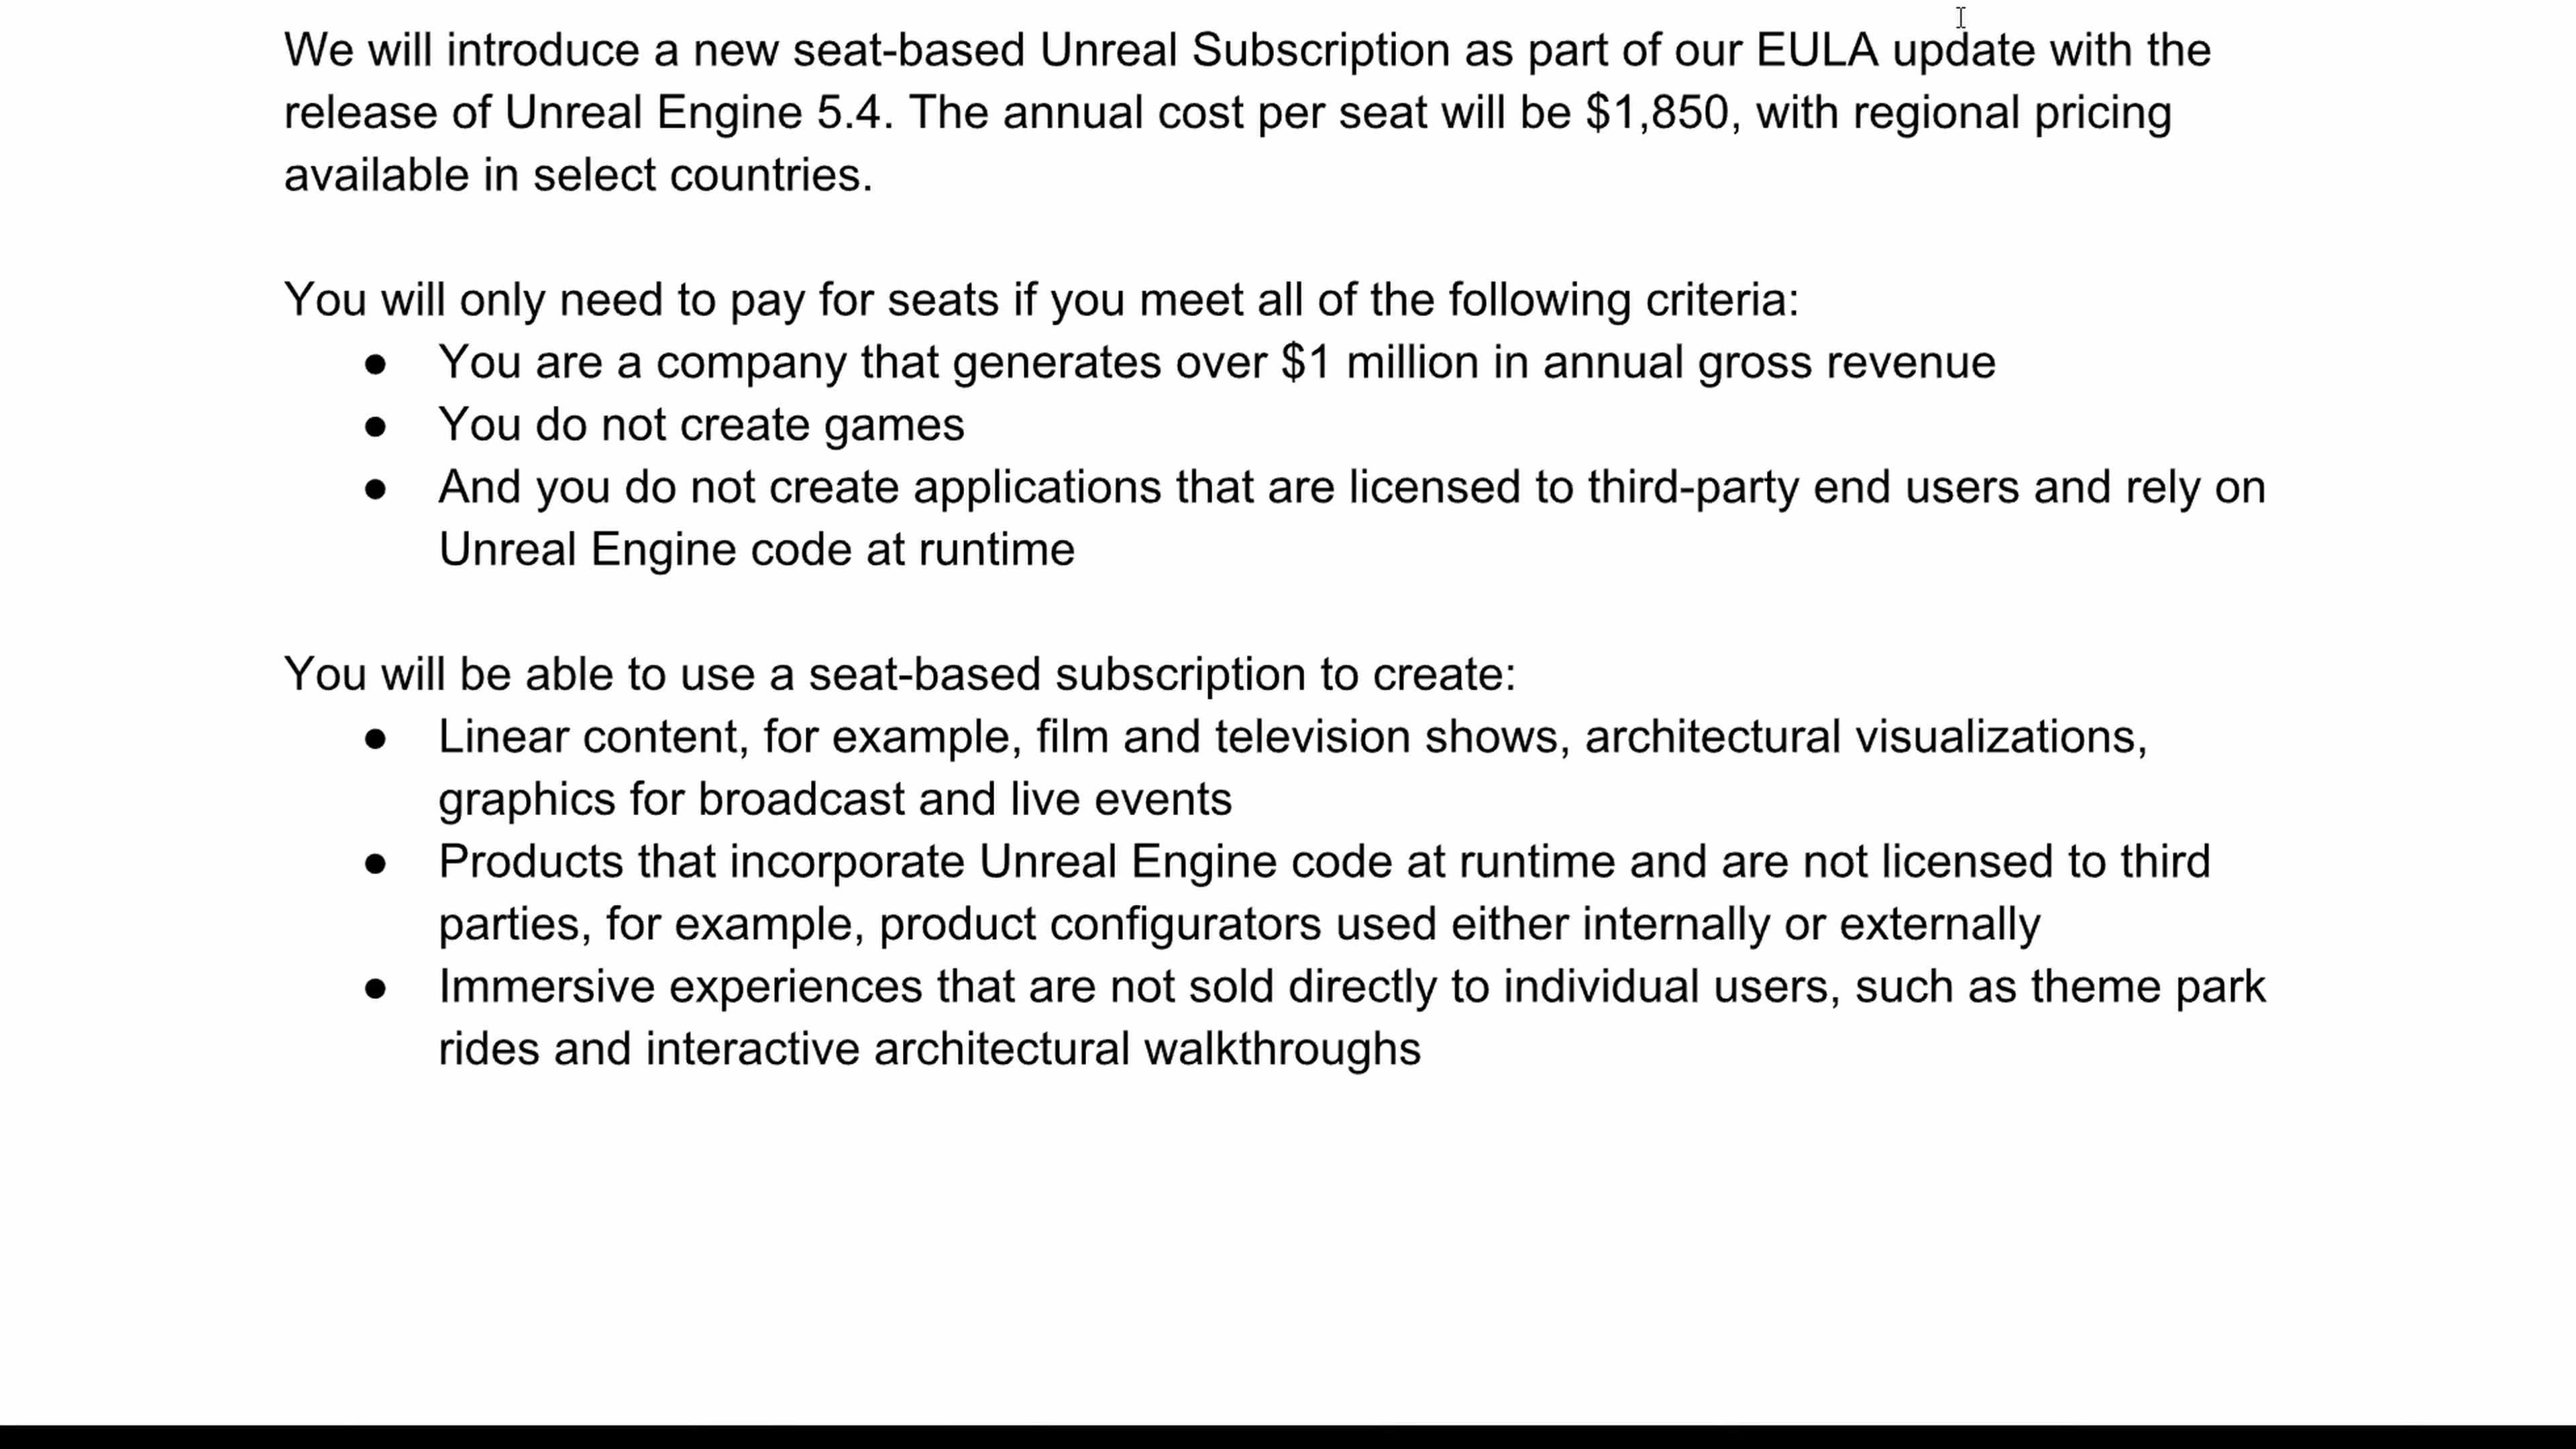 We will introduce a new seat-based Unreal Subscription as part of our EULA update with the
release of Unreal Engine 5.4. The annual cost per seat will be $1,850, with regional pricing
available in select countries.
You will only need to pay for seats if you meet all of the following criteria:
● You are a company that generates over $1 million in annual gross revenue
● You do not create games
● And you do not create applications that are licensed to third-party end users and rely on
Unreal Engine code at runtime
You will be able to use a seat-based subscription to create:
● Linear content, for example, film and television shows, architectural visualizations,
graphics for broadcast and live events
● Products that incorporate Unreal Engine code at runtime and are not licensed to third
parties, for example, product configurators used either internally or externally
● Immersive experiences that are not sold directly to individual users, such as theme park
rides and interactive architectural walkthroughs